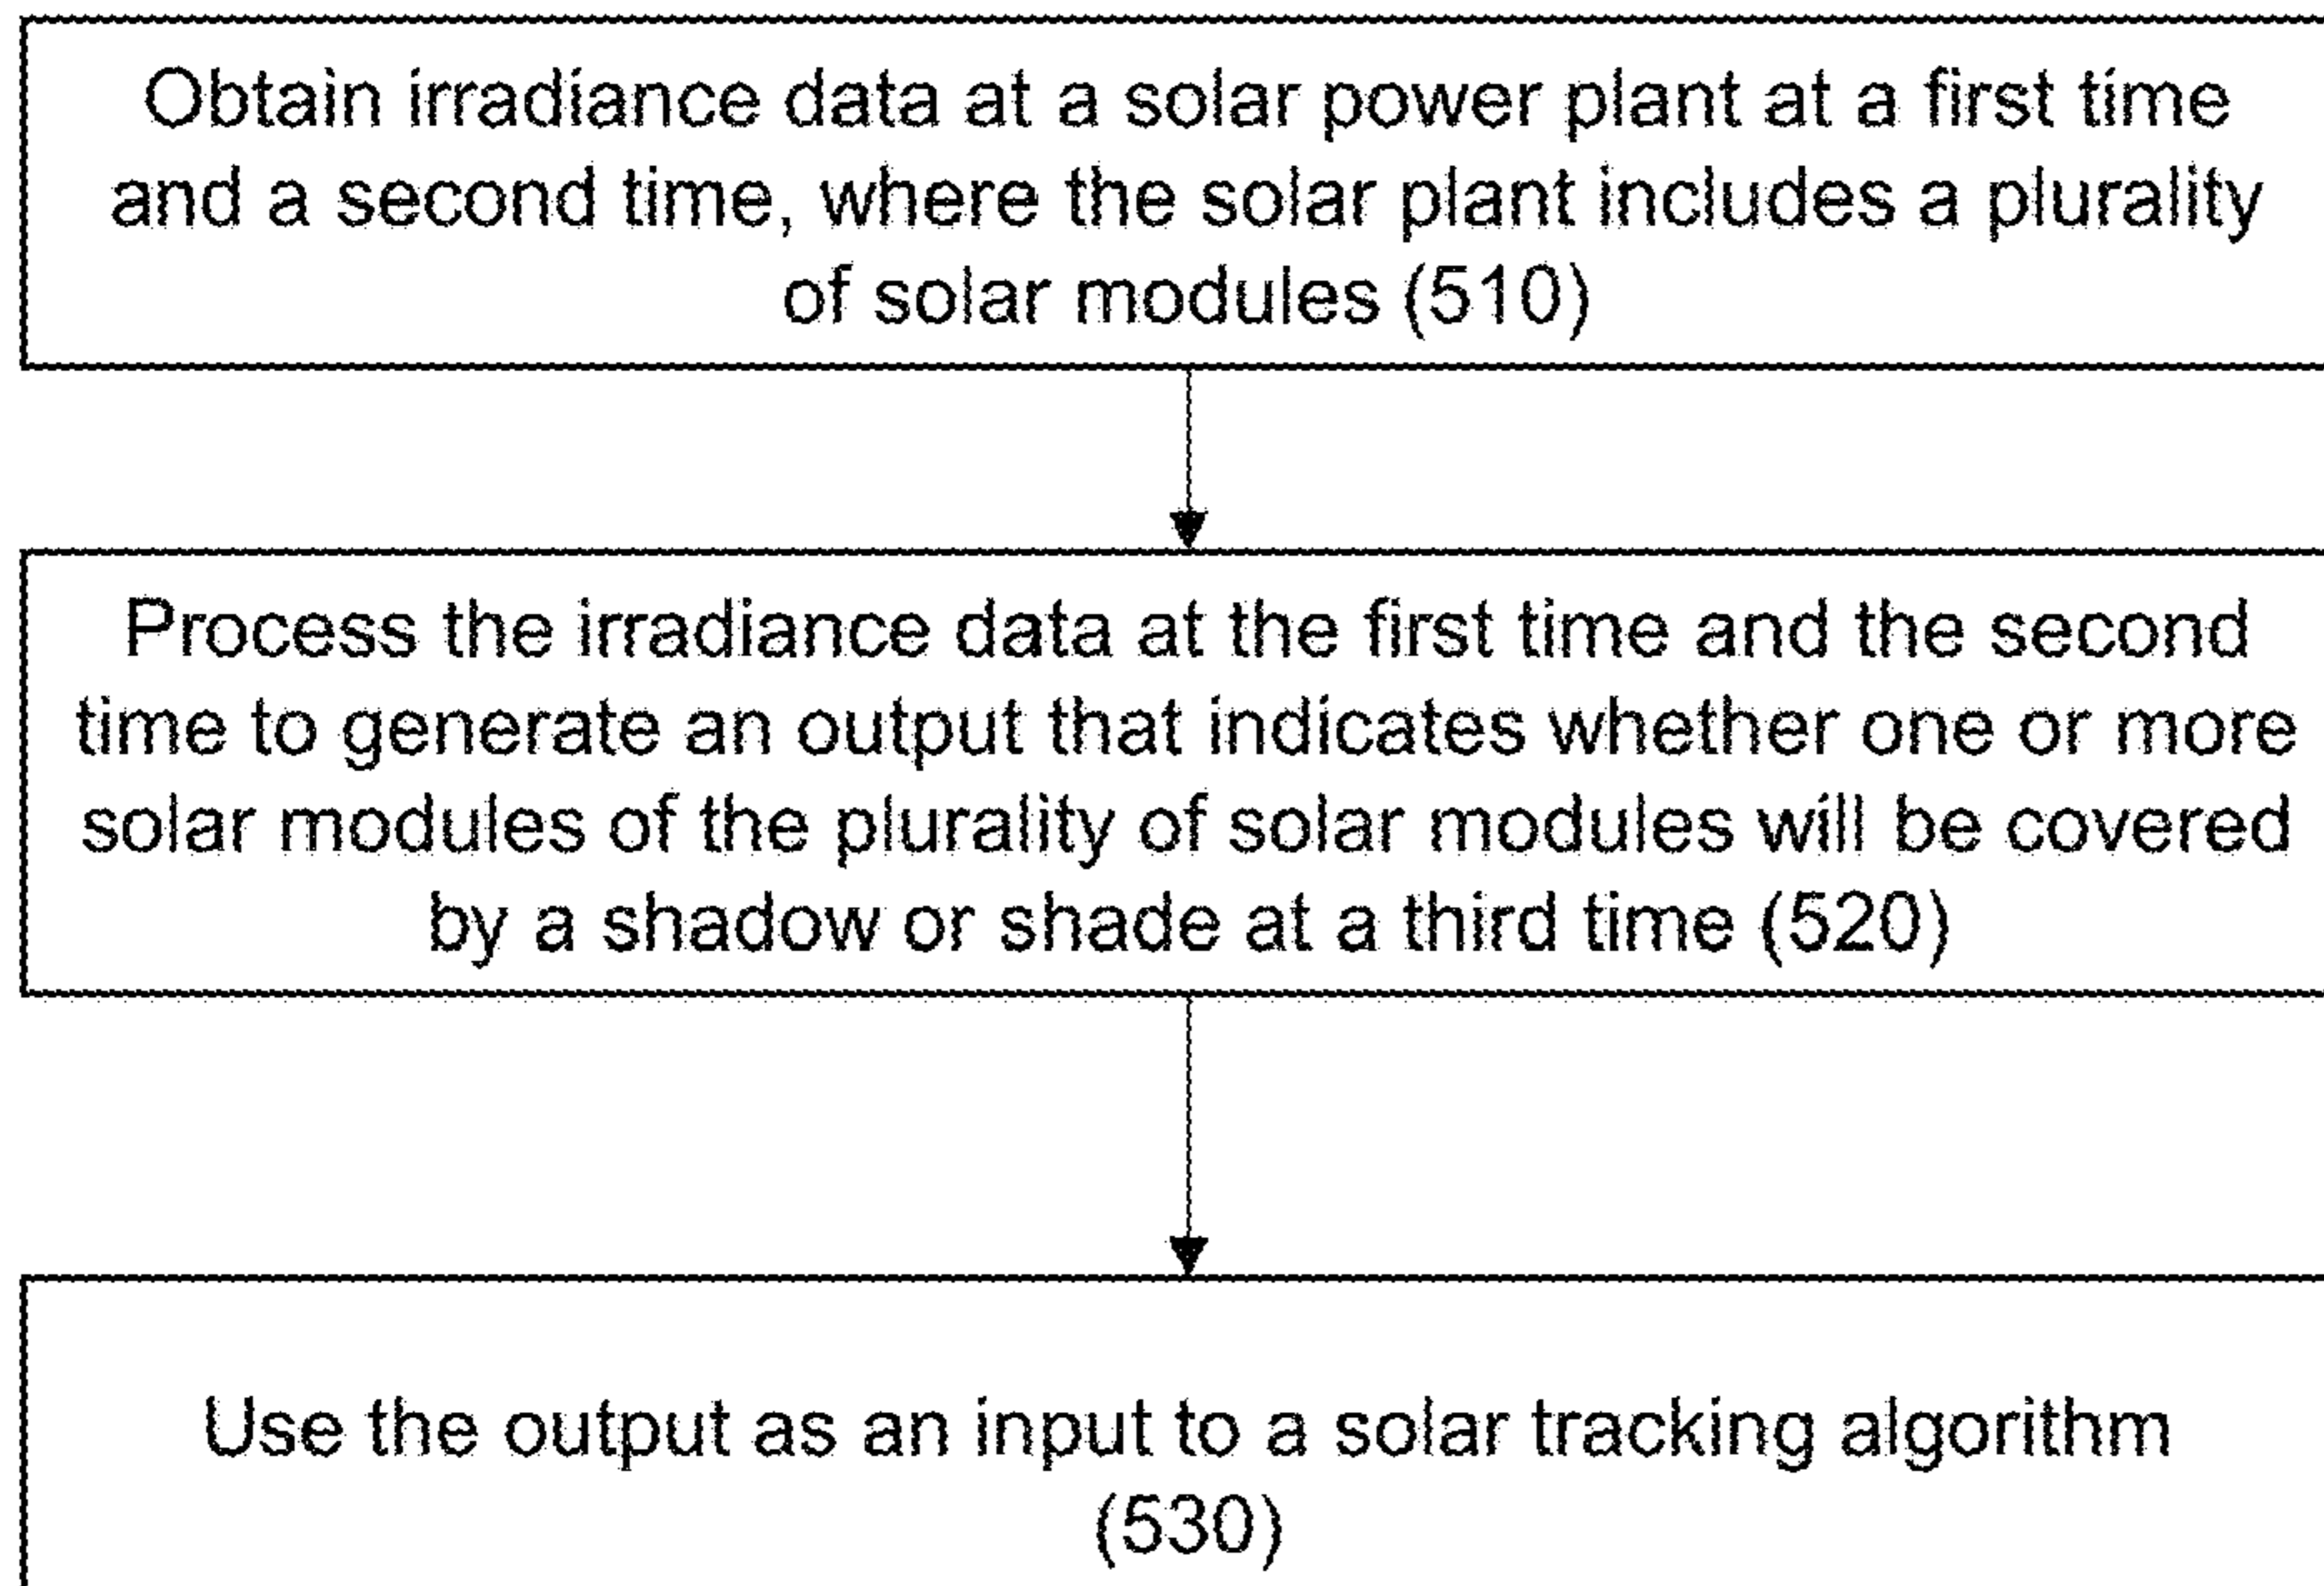 Obtain irradiance data at a solar power plant at a first time
and a second time, where the solar plant includes a plurality
of solar modules (510)
Process the irradiance data at the first time and the second
time to generate an output that indicates whether one or more
solar modules of the plurality of solar modules will be covered
by a shadow or shade at a third time (520)
Use the output as an input to a solar tracking algorithm
(530)